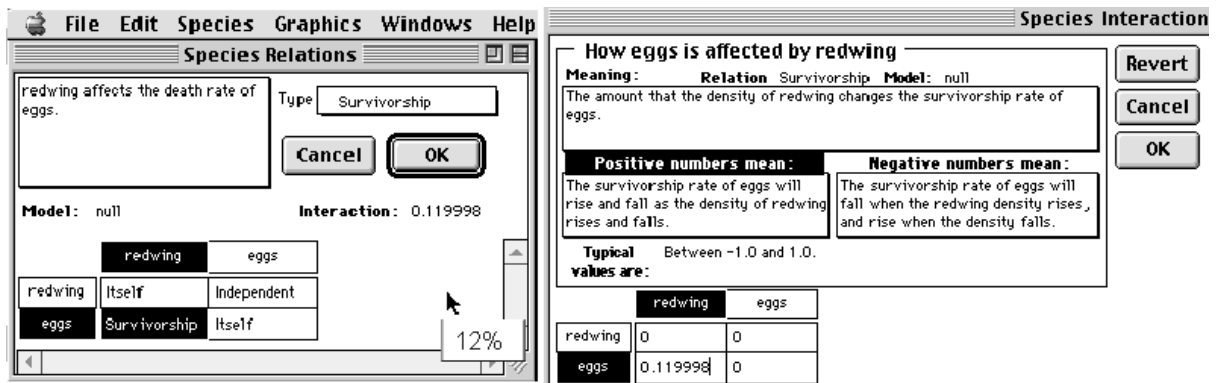 File Edit Species Graphics Windows Help
Species Relations
redwing affects the death rate of
eggs.
Type Survivorship
Cancel OK
Model: null Interaction: 0.119998
redwing eggs
redwing Itself Independent
eggs Survivorship Itself
12%
Species Interaction
How eggs is affected by redwing
Meaning: Relation Survivorship Model: null
The amount that the density of redwing changes the survivorship rate of
eggs.
Positive numbers mean: Negative numbers mean:
The survivorship rate of eggs will
rise and fall as the density of redwing
rises and falls.
The survivorship rate of eggs will
fall when the redwing density rises,
and rise when the density falls.
Typical Between -1.0 and 1.0.
values are:
Revert
Cancel
OK
redwing eggs
redwing 0 0
eggs 0.119998 0